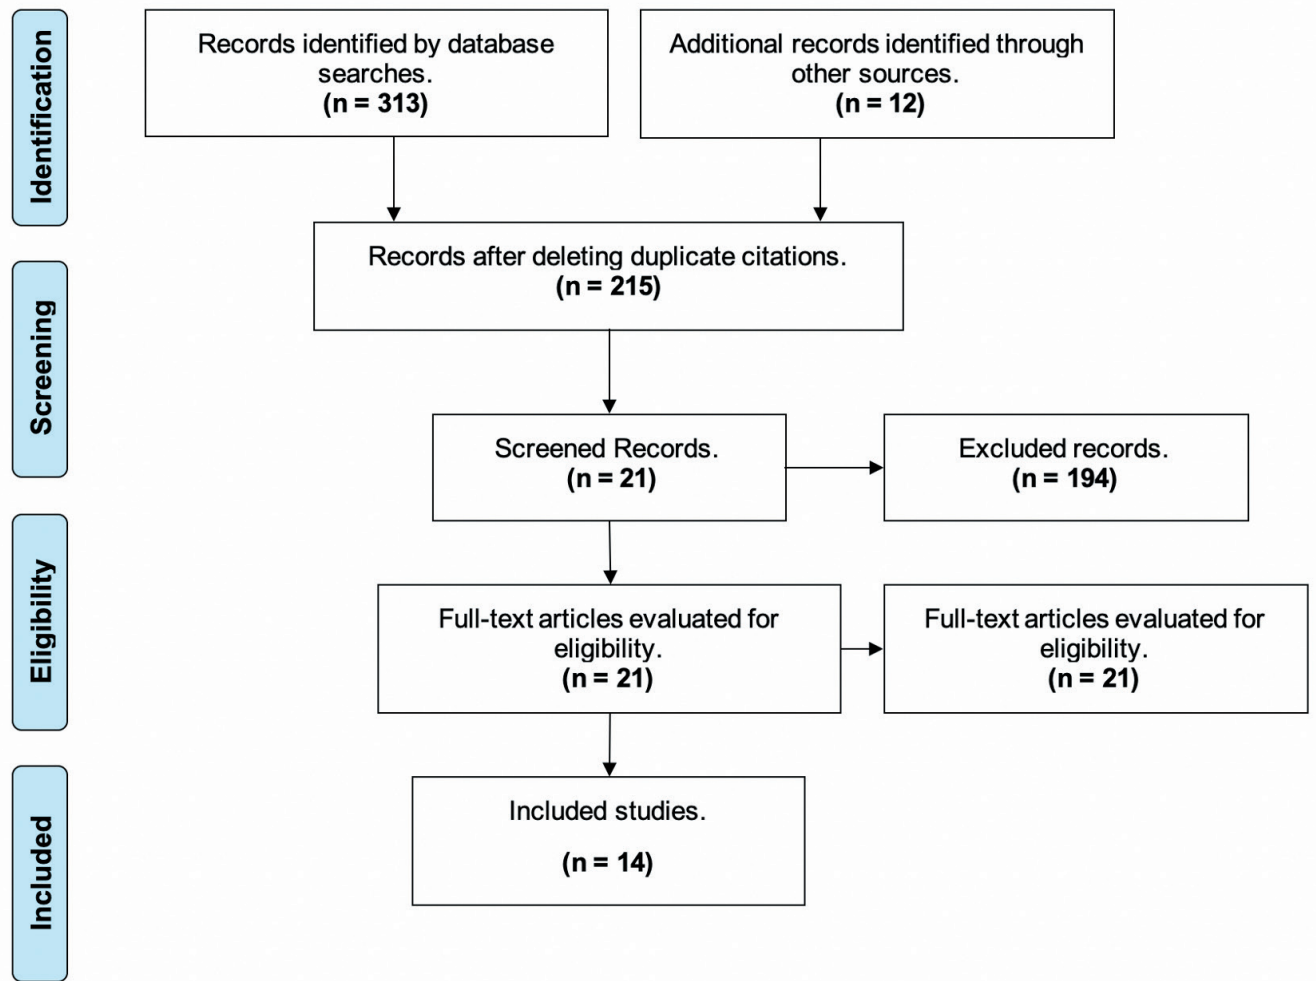 Identification
Records identified by database
searches.
(n = 313)
Additional records identified through
other sources.
(n = 12)
Records after deleting duplicate citations.
(n = 215)
Screening
Screened Records.
(n = 21)
Excluded records.
(n = 194)
Eligibility
Full-text articles evaluated for
eligibility.
(n = 21)
Full-text articles evaluated for
eligibility.
(n = 21)
Included
Included studies.
(n = 14)